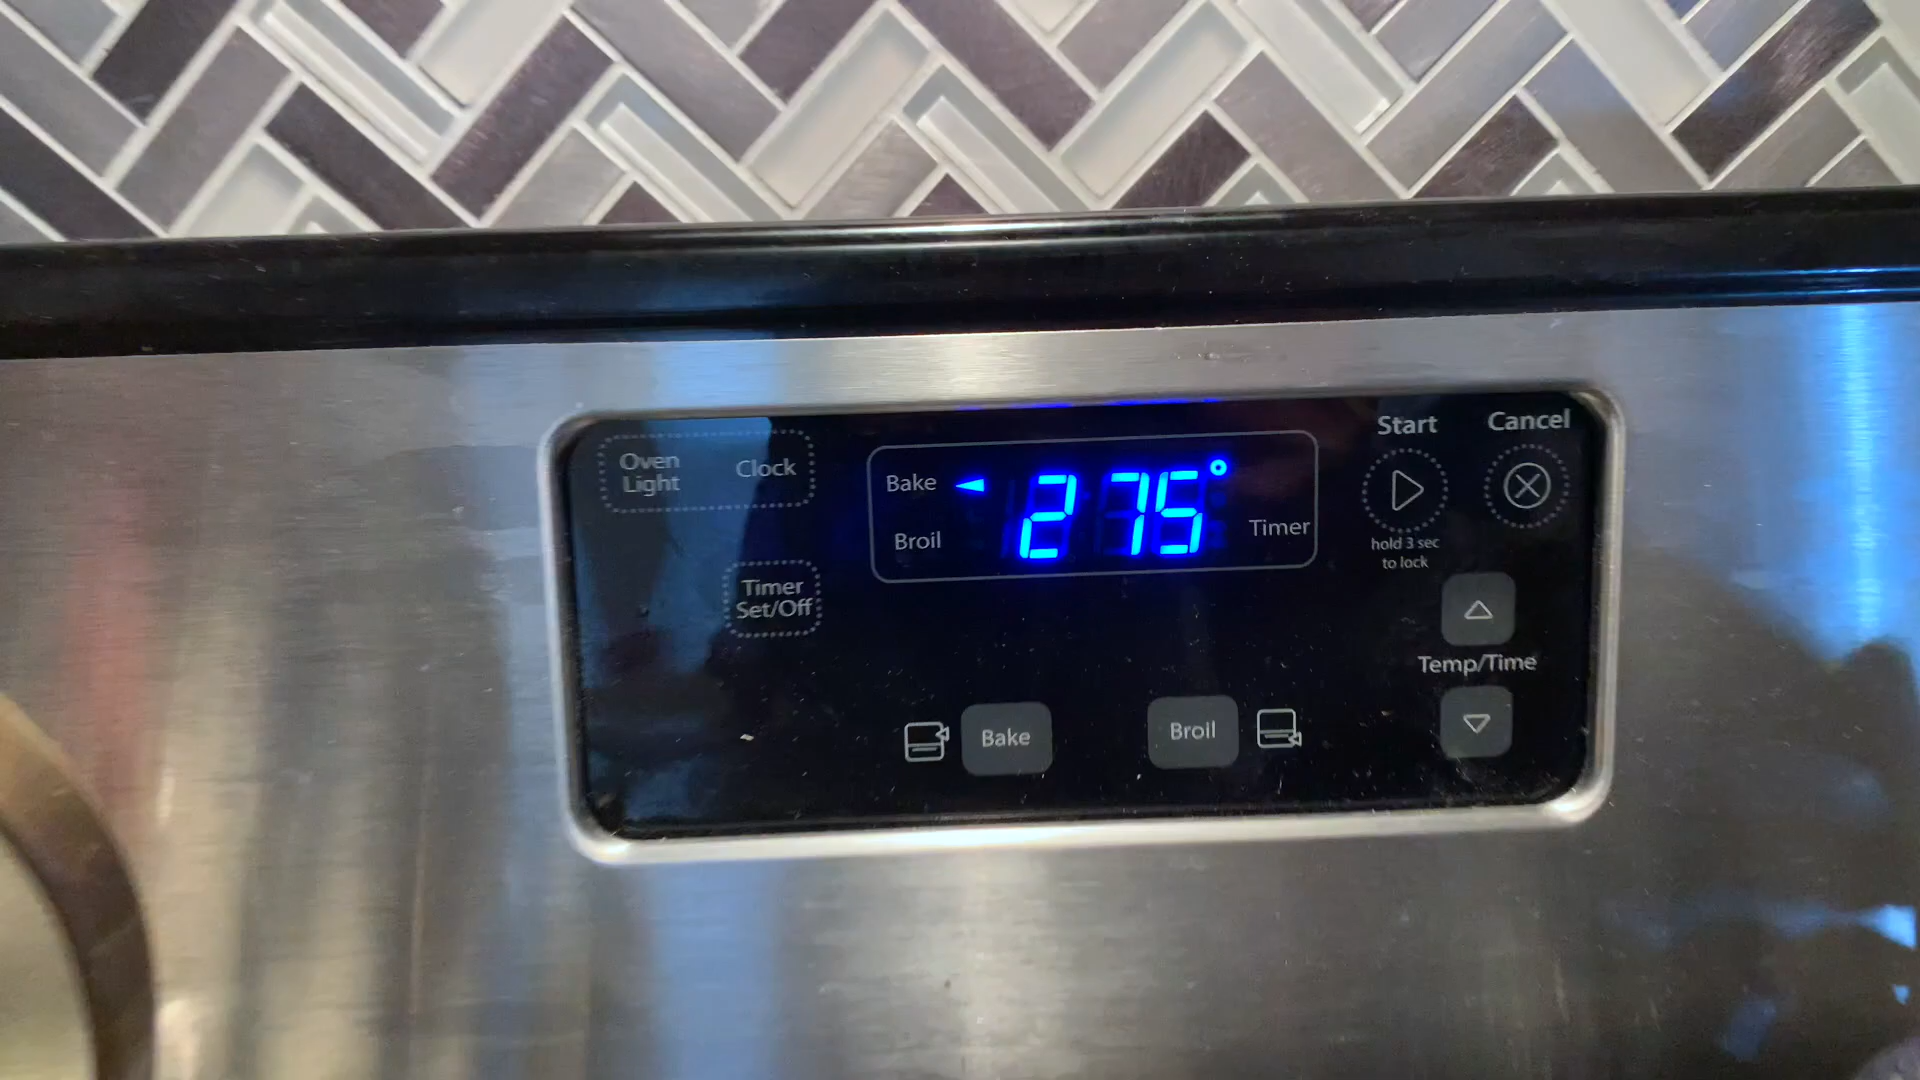 Oven
Light
Clock
Timer
Set/Off
Bake
275°
Broil
Timer
Start
hold 3 sec
to lock
Cancel
Temp/Time
Bake
Broil